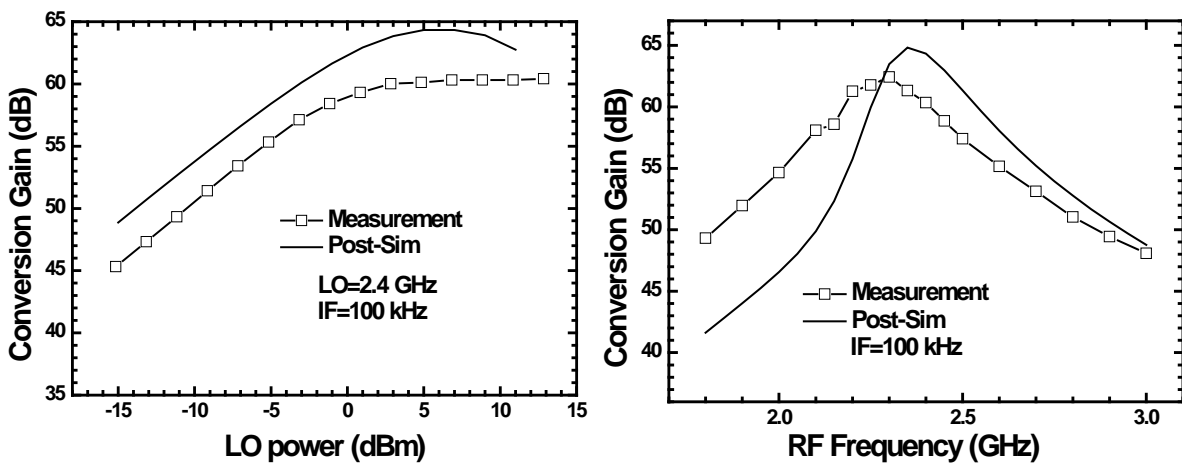 Conversion Gain (dB)
65
60
55
50
45
40
35
Measurement
Post-Sim
LO=2.4 GHz
IF=100 kHz
-15 -10 -5 0 5 10 15
LO power (dBm)
Conversion Gain (dB)
65
60
55
50
45
40
Measurement
Post-Sim
IF=100 kHz
2.0 2.5 3.0
RF Frequency (GHz)